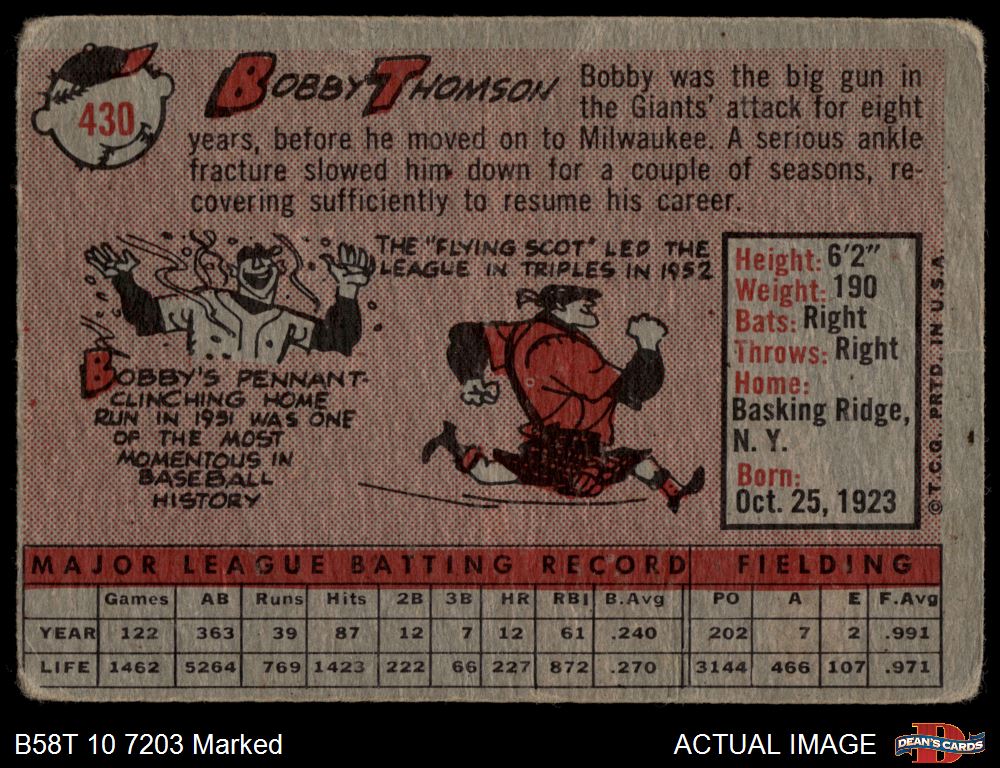 430
BOBBY THOMSON
Bobby was the big gun in
the Giants' attack for eight
years, before he moved on to Milwaukee. A serious ankle
fracture slowed him down for a couple of seasons, re-
covering sufficiently to resume his career.
BOBBY'S PENNANT-
CLINCHING HOME
RUN IN 1951 WAS ONE
OF THE MOST
MOMENTOUS IN
BASEBALL
HISTORY
THE "FLYING SCOT" LED THE
LEAGUE IN TRIPLES IN 1952
Height: 6'2"
Weight: 190
Bats: Right
Throws: Right
Home:
Basking Ridge,
N. Y.
Born:
Oct. 25, 1923
© T.C.G. PRTD. IN U.S.A.
MAJOR LEAGUE BATTING RECORD FIELDING
Games AB Runs Hits 2B 3B HR RBI B.Avg PO A E F.Avg
YEAR 122 363 39 87 12 7 12 61 .240 202 7 2 .991
LIFE 1462 5264 769 1423 222 66 227 872 .270 3144 466 107 .971
B58T 10 7203 Marked
ACTUAL IMAGE
D
DEAN'S CARDS